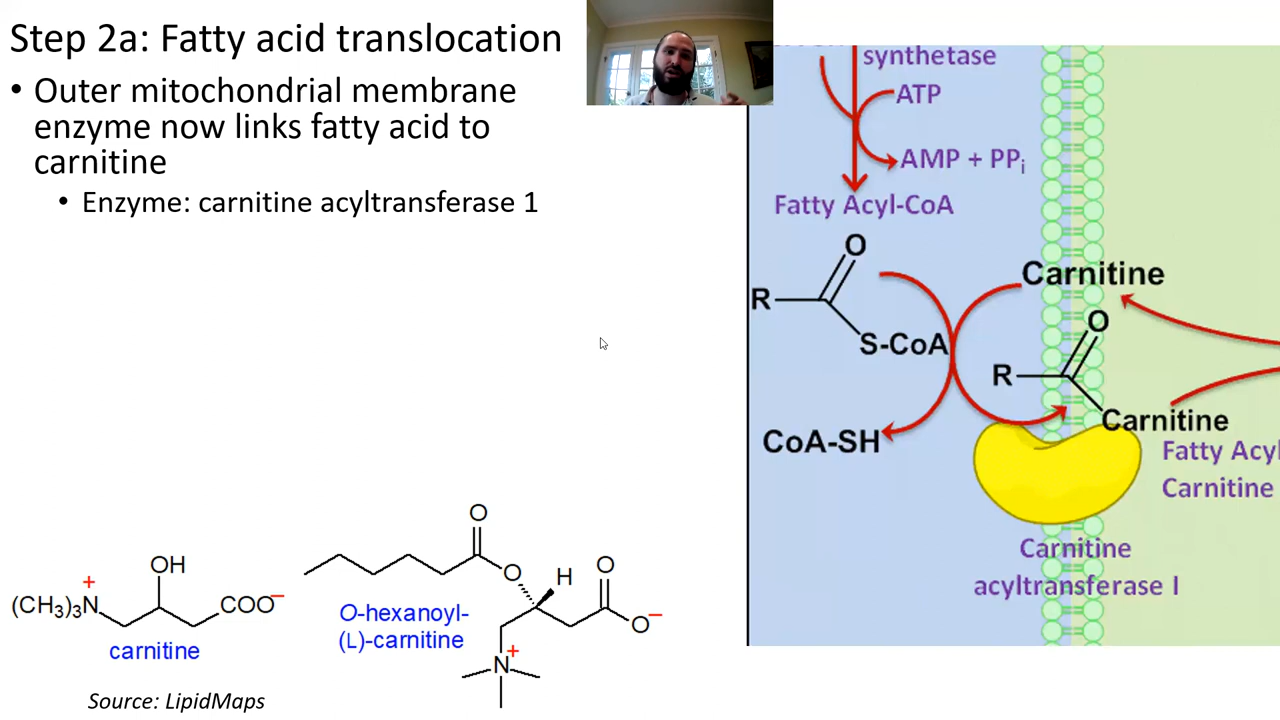 Step 2a: Fatty acid translocation
• Outer mitochondrial membrane
enzyme now links fatty acid to
carnitine
• Enzyme: carnitine acyltransferase 1
synthetase
ATP
AMP + PPi
Fatty Acyl-CoA
O
R
S-CoA
CoA-SH
Carnitine
O
R
Carnitine
Fatty Acyl
Carnitine
Carnitine
acyltransferase I
OH
+
(CH3)3N
COO−
carnitine
O
O
H
O
O−
+
N
O-hexanoyl-
(L)-carnitine
Source: LipidMaps